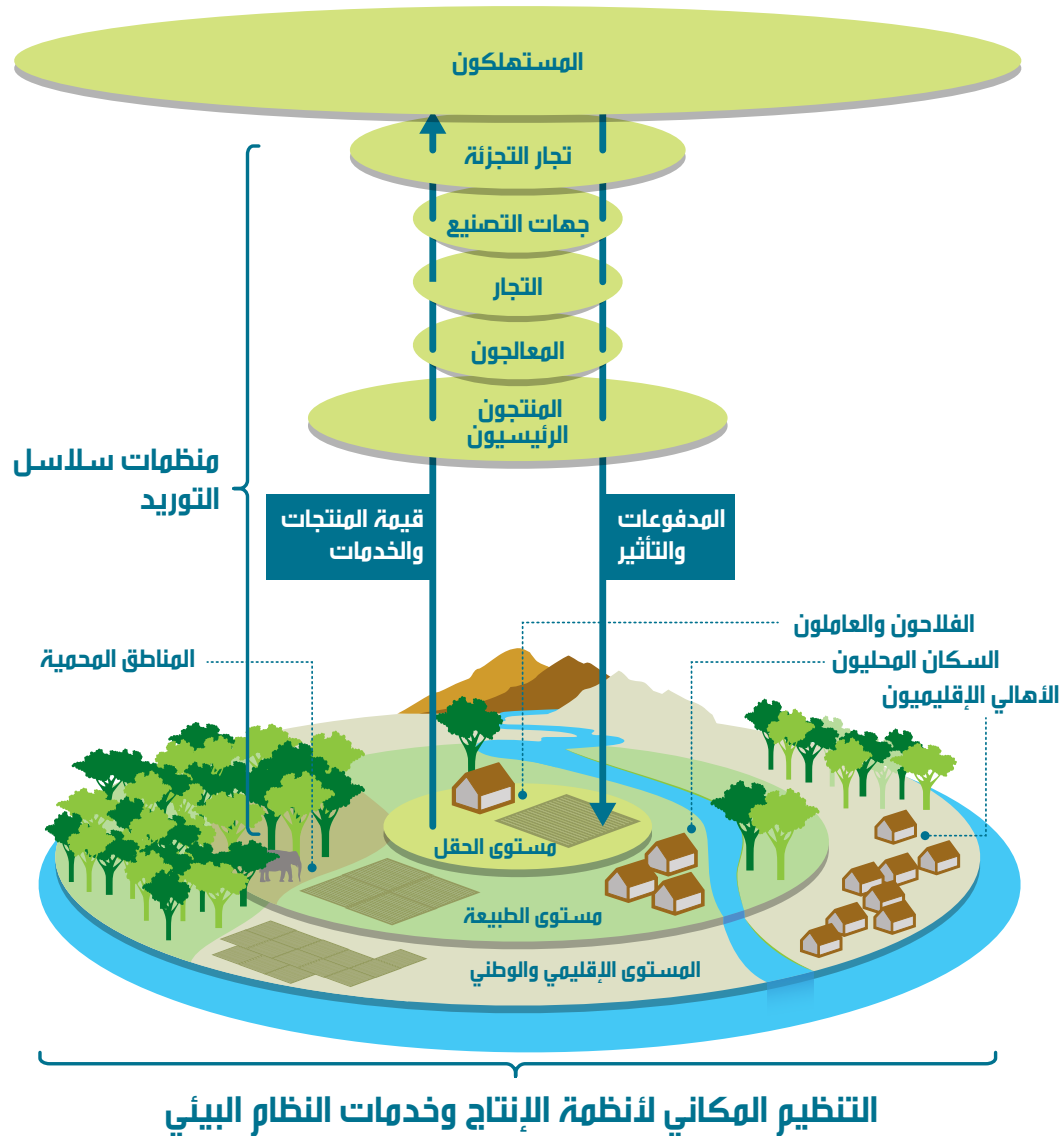 المستهلكون
تجار التجزئة
جهات التصنيع
التجار
المعالجون
المنتجون
الرئيسيون
منظمات سلاسل
التوريد
المدفوعات
والتأثير
قيمة المنتجات
والخدمات
الفلاحون والعاملون
السكان المحليون
الأهالي الإقليميون
المناطق المحمية
مستوى الحقل
مستوى الطبيعة
المستوى الإقليمي والوطني
التنظيم المكاني لأنظمة الإنتاج وخدمات النظام البيئي